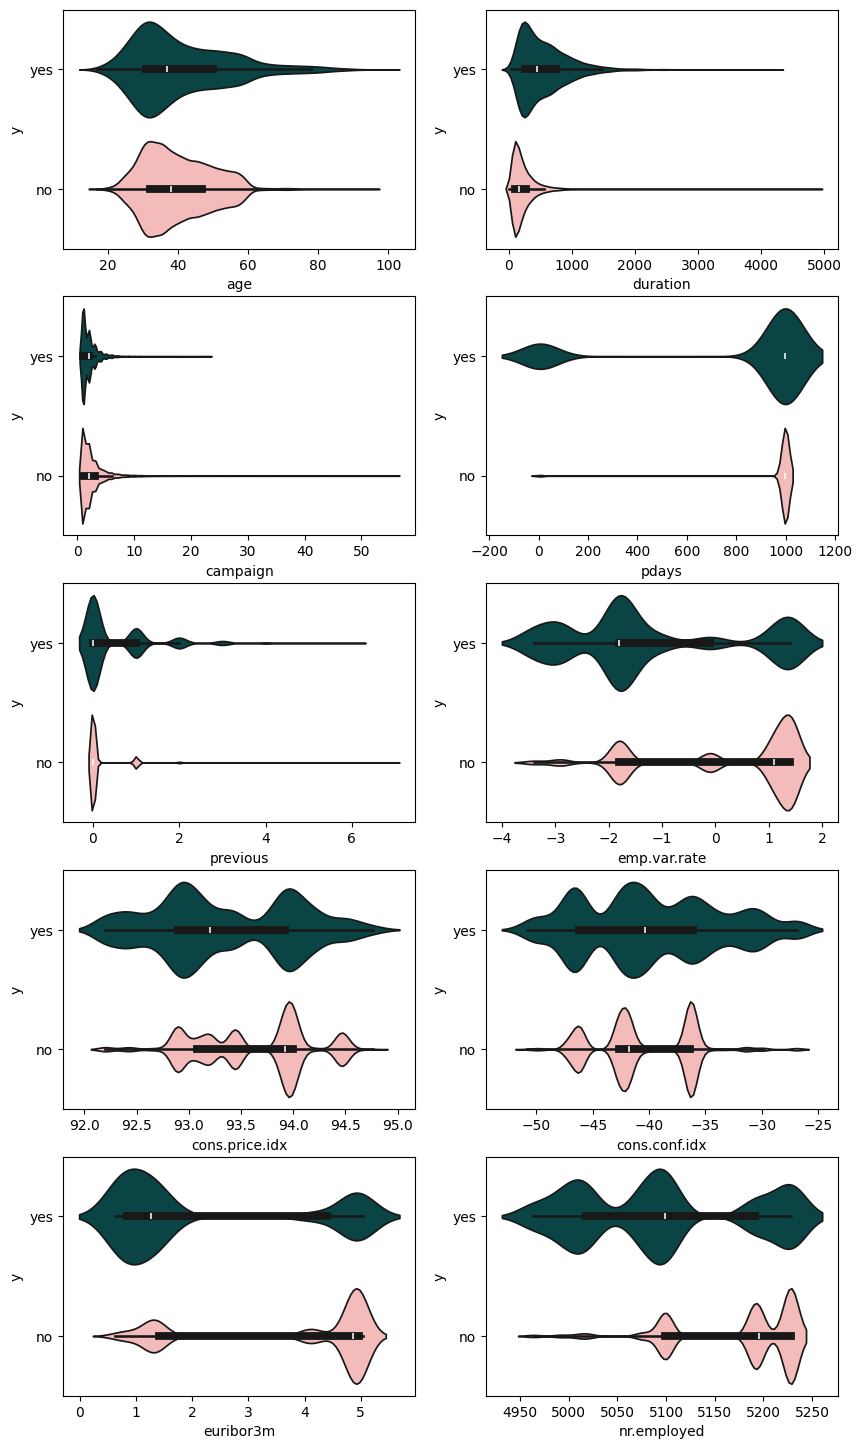 yes
no
y
20 40 60 80 100
age
yes
no
y
0 1000 2000 3000 4000 5000
duration
yes
no
y
0 10 20 30 40 50
campaign
yes
no
y
−200 0 200 400 600 800 1000 1200
pdays
yes
no
y
0 2 4 6
previous
yes
no
y
−4 −3 −2 −1 0 1 2
emp.var.rate
yes
no
y
92.0 92.5 93.0 93.5 94.0 94.5 95.0
cons.price.idx
yes
no
y
−50 −45 −40 −35 −30 −25
cons.conf.idx
yes
no
y
0 1 2 3 4 5
euribor3m
yes
no
y
4950 5000 5050 5100 5150 5200 5250
nr.employed